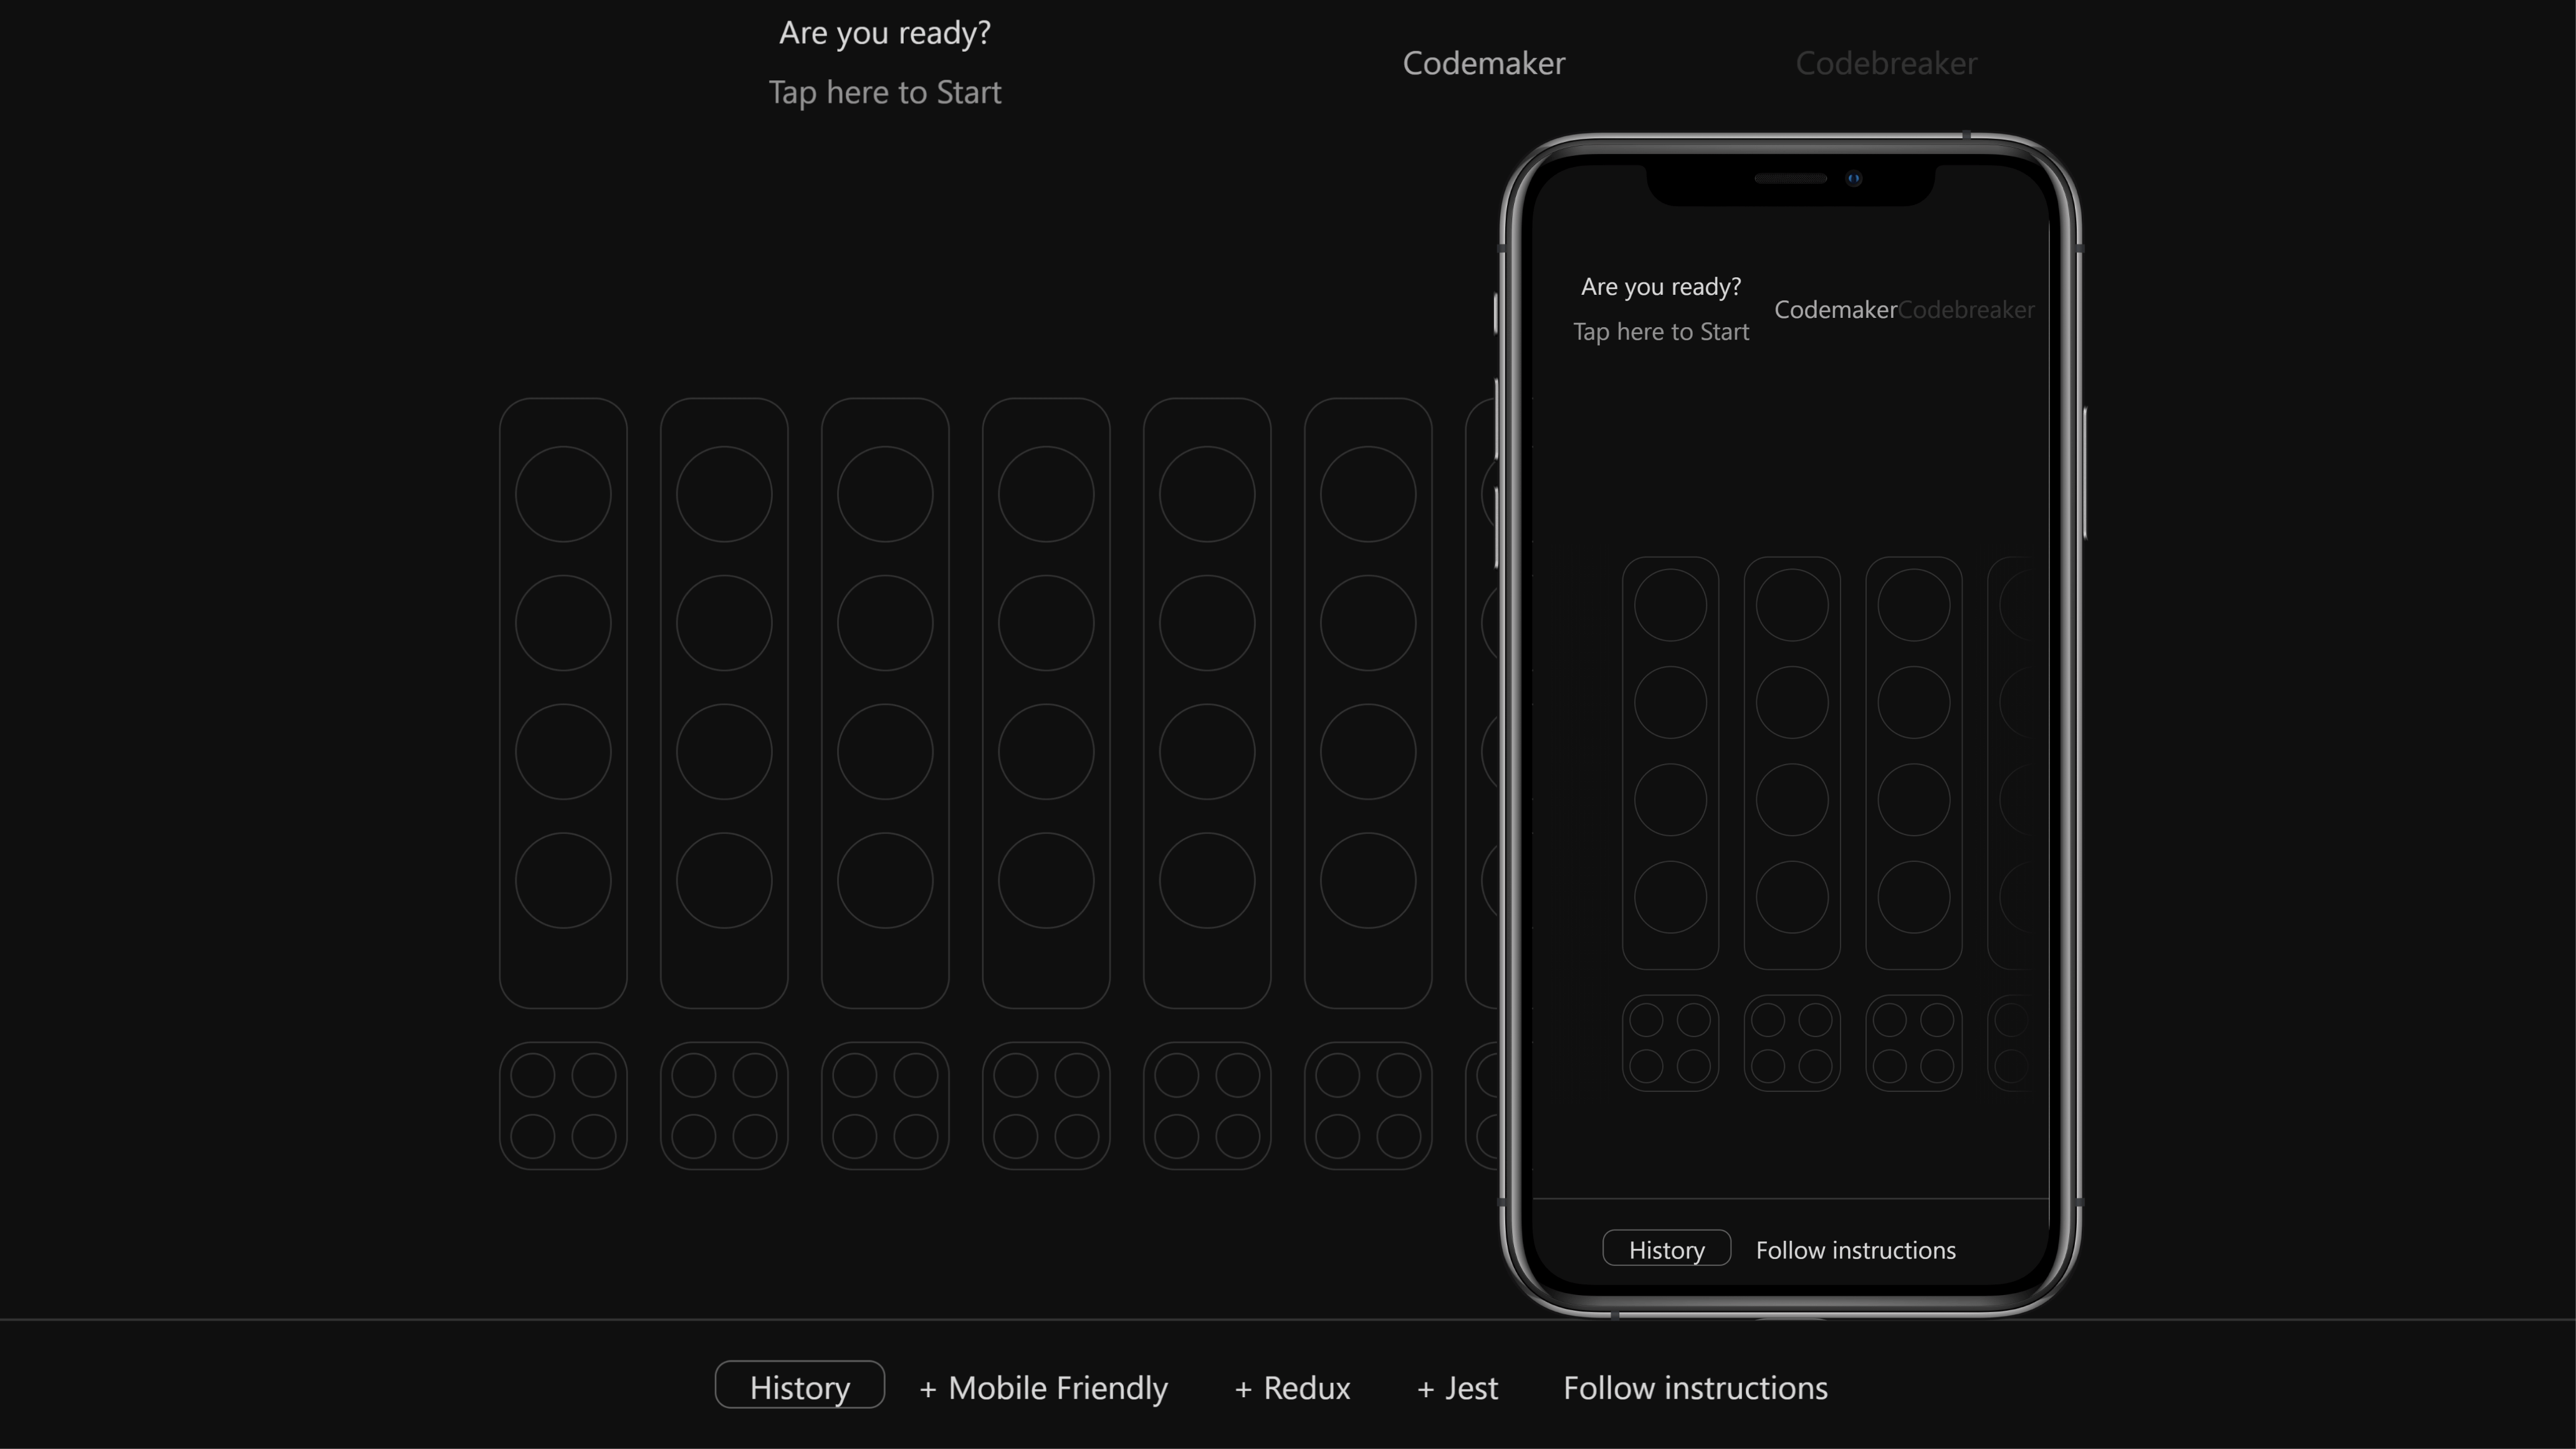 Are you ready?
Tap here to Start
Codemaker
Codebreaker
Are you ready?
Tap here to Start
CodemakerCodebreaker
History
Follow instructions
History
+ Mobile Friendly
+ Redux
+ Jest
Follow instructions